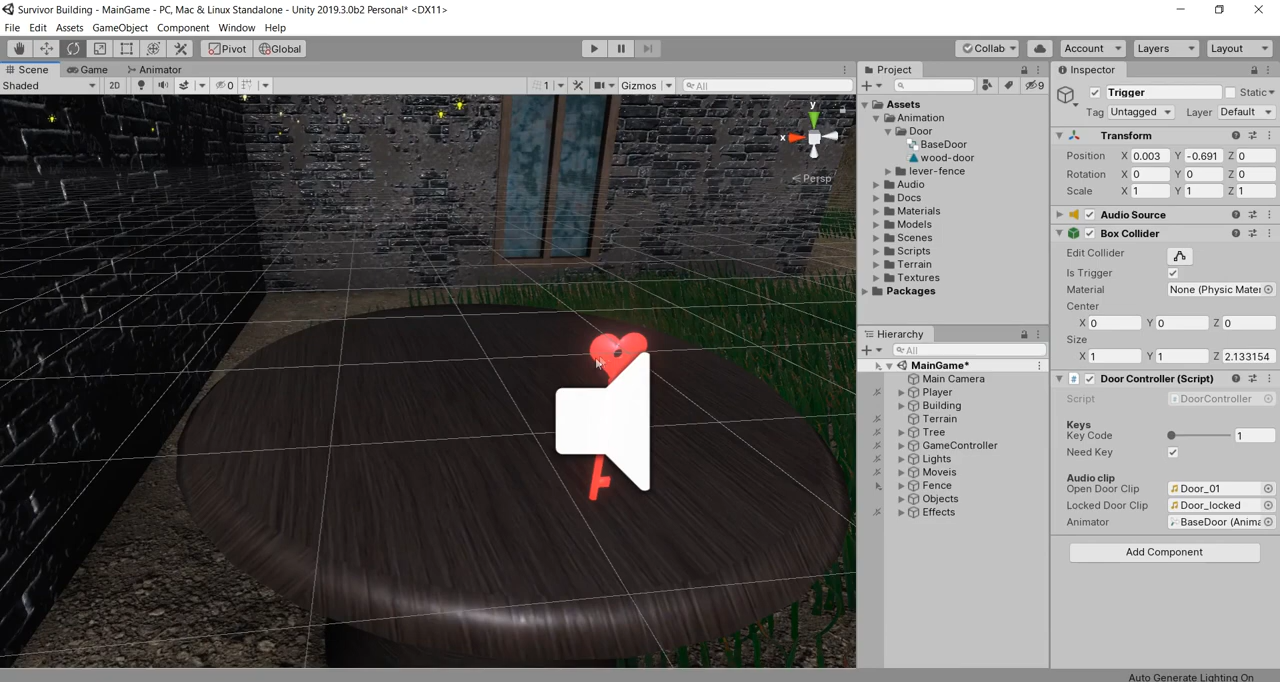 Survivor Building - MainGame - PC, Mac & Linux Standalone - Unity 2019.3.0b2 Personal* <DX11>
File Edit Assets GameObject Component Window Help
Pivot Global Collab Account Layers Layout
Scene Game Animator
Shaded 2D 0 1 Gizmos All
y
x
Persp
Project
9
Assets
Animation
Door
BaseDoor
wood-door
lever-fence
Audio
Docs
Materials
Models
Scenes
Scripts
Terrain
Textures
Packages
Hierarchy
All
MainGame*
Main Camera
Player
Building
Terrain
Tree
GameController
Lights
Moveis
Fence
Objects
Effects
Inspector
Trigger Static
Tag Untagged Layer Default
Transform
Position X 0.003 Y -0.691 Z 0
Rotation X 0 Y 0 Z 0
Scale X 1 Y 1 Z 1
Audio Source
Box Collider
Edit Collider
Is Trigger
Material None (Physic Mater
Center
X 0 Y 0 Z 0
Size
X 1 Y 1 Z 2.133154
# Door Controller (Script)
Script DoorController
Keys
Key Code 1
Need Key
Audio clip
Open Door Clip Door_01
Locked Door Clip Door_locked
Animator BaseDoor (Anima
Add Component
Auto Generate Lighting On